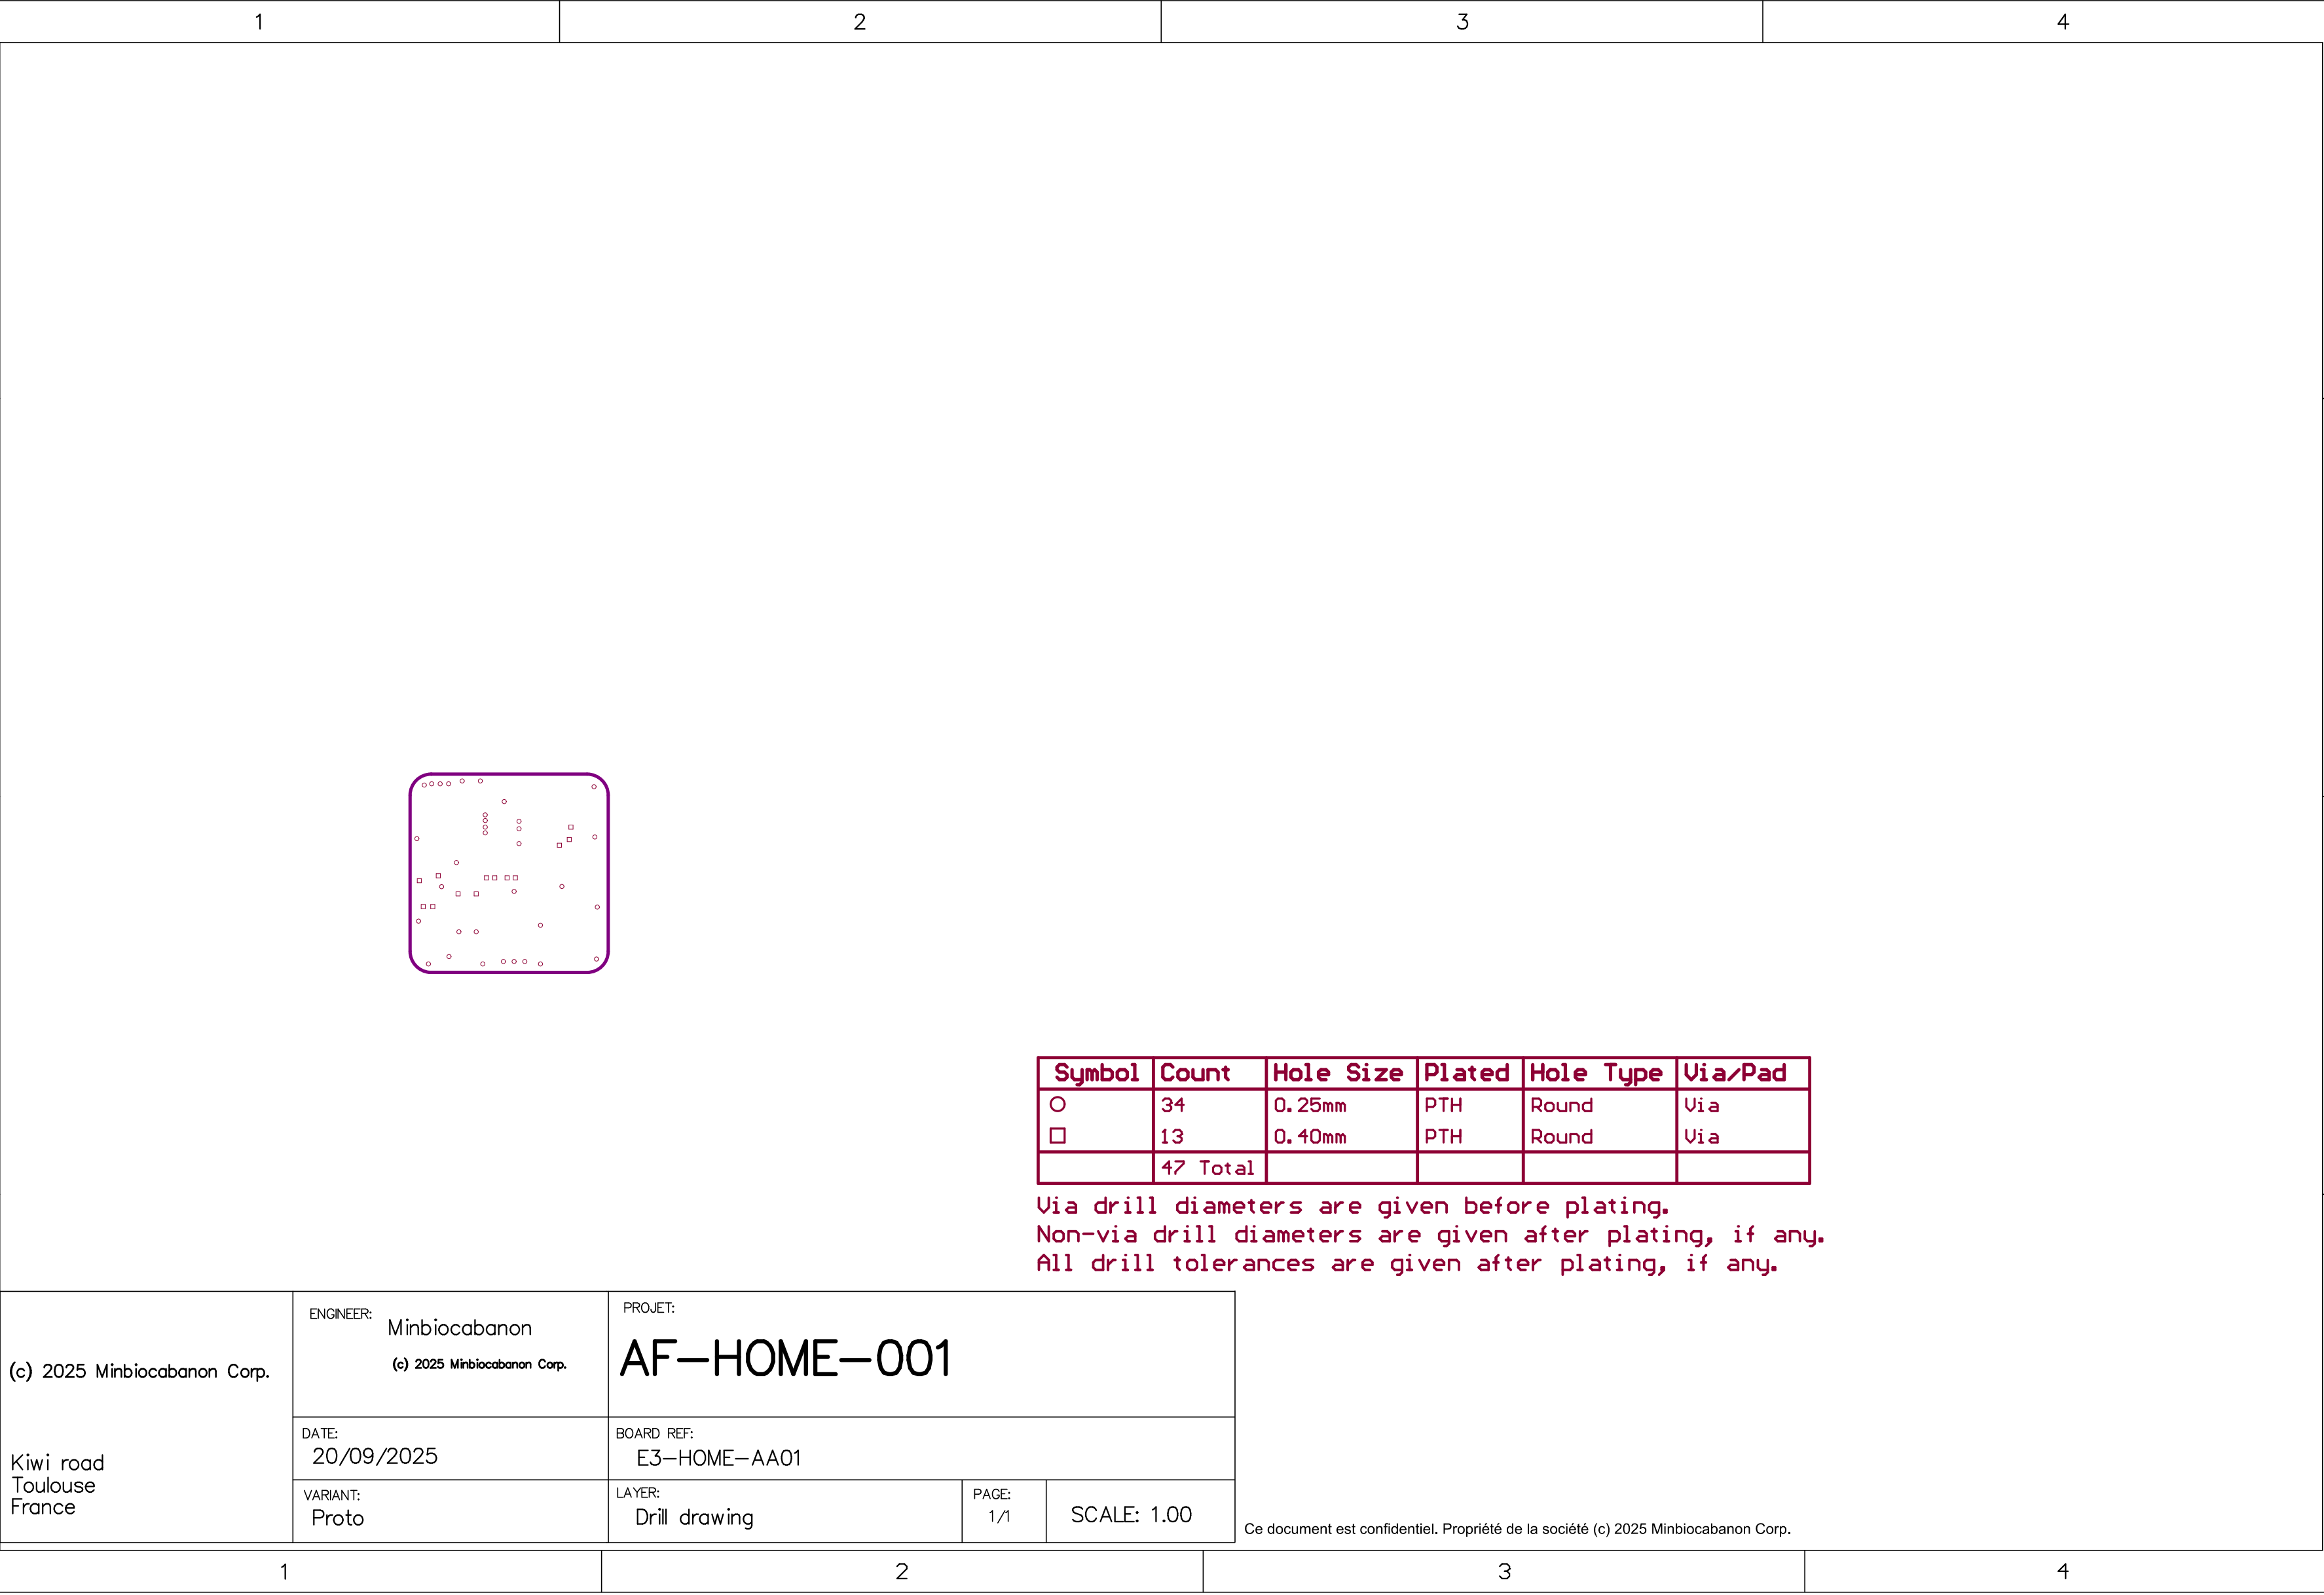 1 2 3 4
Symbol Count Hole Size Plated Hole Type Via/Pad
34 0.25mm PTH Round Via
13 0.40mm PTH Round Via
47 Total
Via drill diameters are given before plating.
Non-via drill diameters are given after plating, if any.
All drill tolerances are given after plating, if any.
(c) 2025 Minbiocabanon Corp.
Kiwi road
Toulouse
France
ENGINEER:
Minbiocabanon
(c) 2025 Minbiocabanon Corp.
PROJET:
AF-HOME-001
DATE:
20/09/2025
BOARD REF:
E3-HOME-AA01
VARIANT:
Proto
LAYER:
Drill drawing
PAGE:
1/1
SCALE: 1.00
Ce document est confidentiel. Propriété de la société (c) 2025 Minbiocabanon Corp.
1 2 3 4